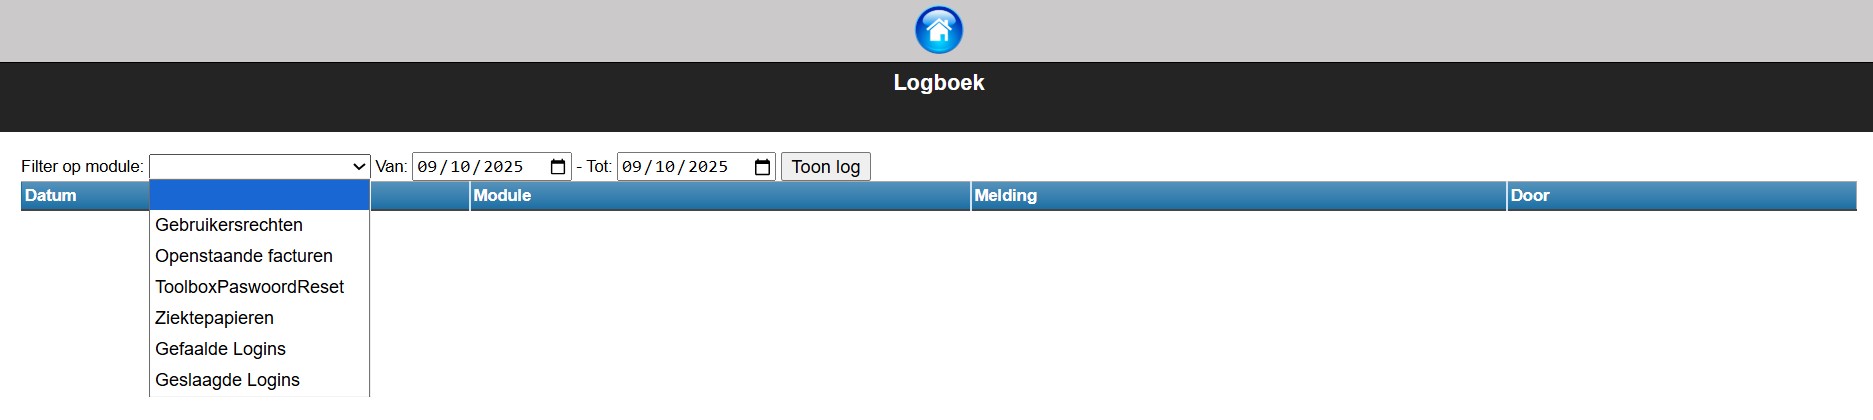 Logboek
Filter op module: Van: 09/10/2025 - Tot: 09/10/2025 Toon log
Datum Module Melding Door
Gebruikersrechten
Openstaande facturen
ToolboxPaswoordReset
Ziektepapieren
Gefaalde Logins
Geslaagde Logins